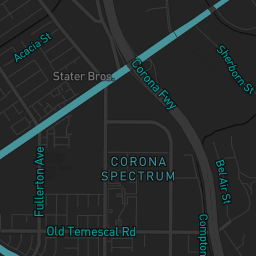 Acacia St
Sherborn St
Stater Bros.
Corona Fwy
Fullerton Ave
CORONA
SPECTRUM
Bel Air St
Old Temescal Rd
Compton